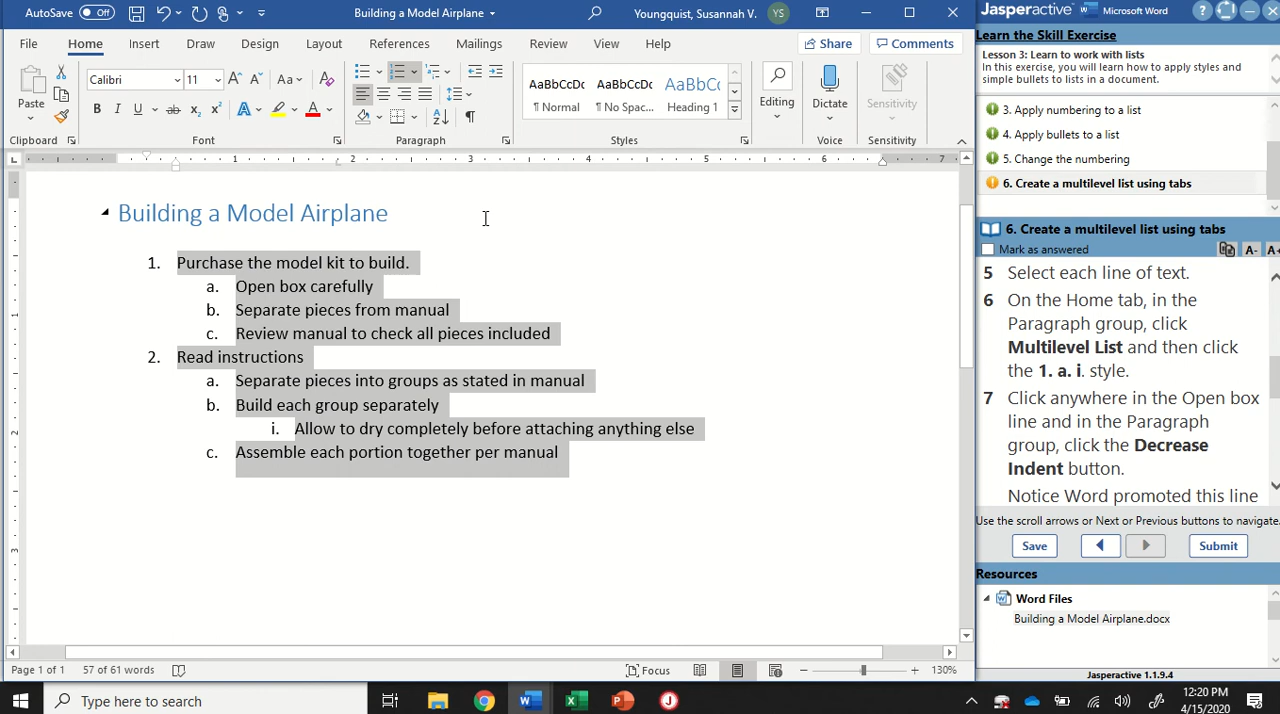 AutoSave Off
Building a Model Airplane
Youngquist, Susannah V. YS
File Home Insert Draw Design Layout References Mailings Review View Help Share Comments
Paste
Calibri 11
AaBbCcDc AaBbCcDc AaBbCc
¶ Normal ¶ No Spac... Heading 1
Editing Dictate Sensitivity
Clipboard Font Paragraph Styles Voice Sensitivity
1 2 3 4 5 6 7
Building a Model Airplane
1. Purchase the model kit to build.
a. Open box carefully
b. Separate pieces from manual
c. Review manual to check all pieces included
2. Read instructions
a. Separate pieces into groups as stated in manual
b. Build each group separately
i. Allow to dry completely before attaching anything else
c. Assemble each portion together per manual
Page 1 of 1 57 of 61 words Focus 130%
Jasperactive Microsoft Word
Learn the Skill Exercise
Lesson 3: Learn to work with lists
In this exercise, you will learn how to apply styles and
simple bullets to lists in a document.
3. Apply numbering to a list
4. Apply bullets to a list
5. Change the numbering
6. Create a multilevel list using tabs
6. Create a multilevel list using tabs
Mark as answered A- A+
5 Select each line of text.
6 On the Home tab, in the
Paragraph group, click
Multilevel List and then click
the 1. a. i. style.
7 Click anywhere in the Open box
line and in the Paragraph
group, click the Decrease
Indent button.
Notice Word promoted this line
Use the scroll arrows or Next or Previous buttons to navigate.
Save Submit
Resources
Word Files
Building a Model Airplane.docx
Jasperactive 1.1.9.4
Type here to search
12:20 PM
4/15/2020